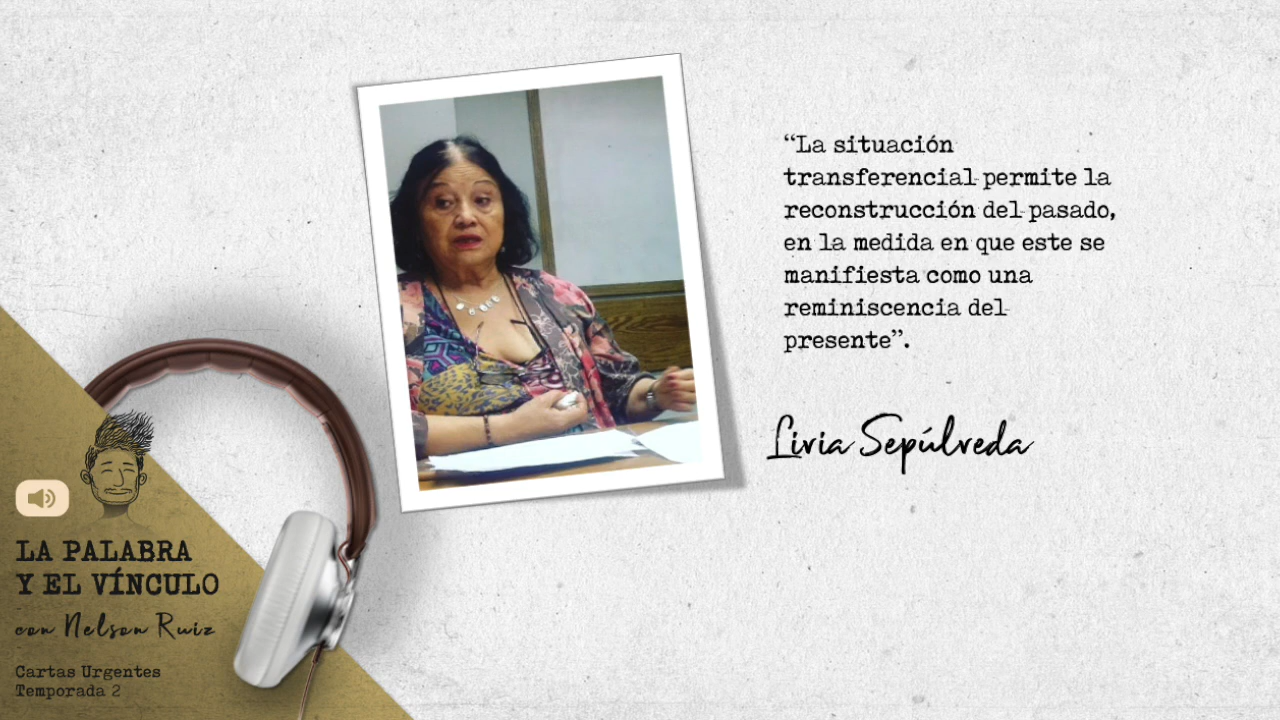 “La situación
transferencial permite la
reconstrucción del pasado,
en la medida en que este se
manifiesta como una
reminiscencia del
presente”.
Livia Sepúlveda
LA PALABRA
Y EL VÍNCULO
con Nelson Ruiz
Cartas Urgentes
Temporada 2